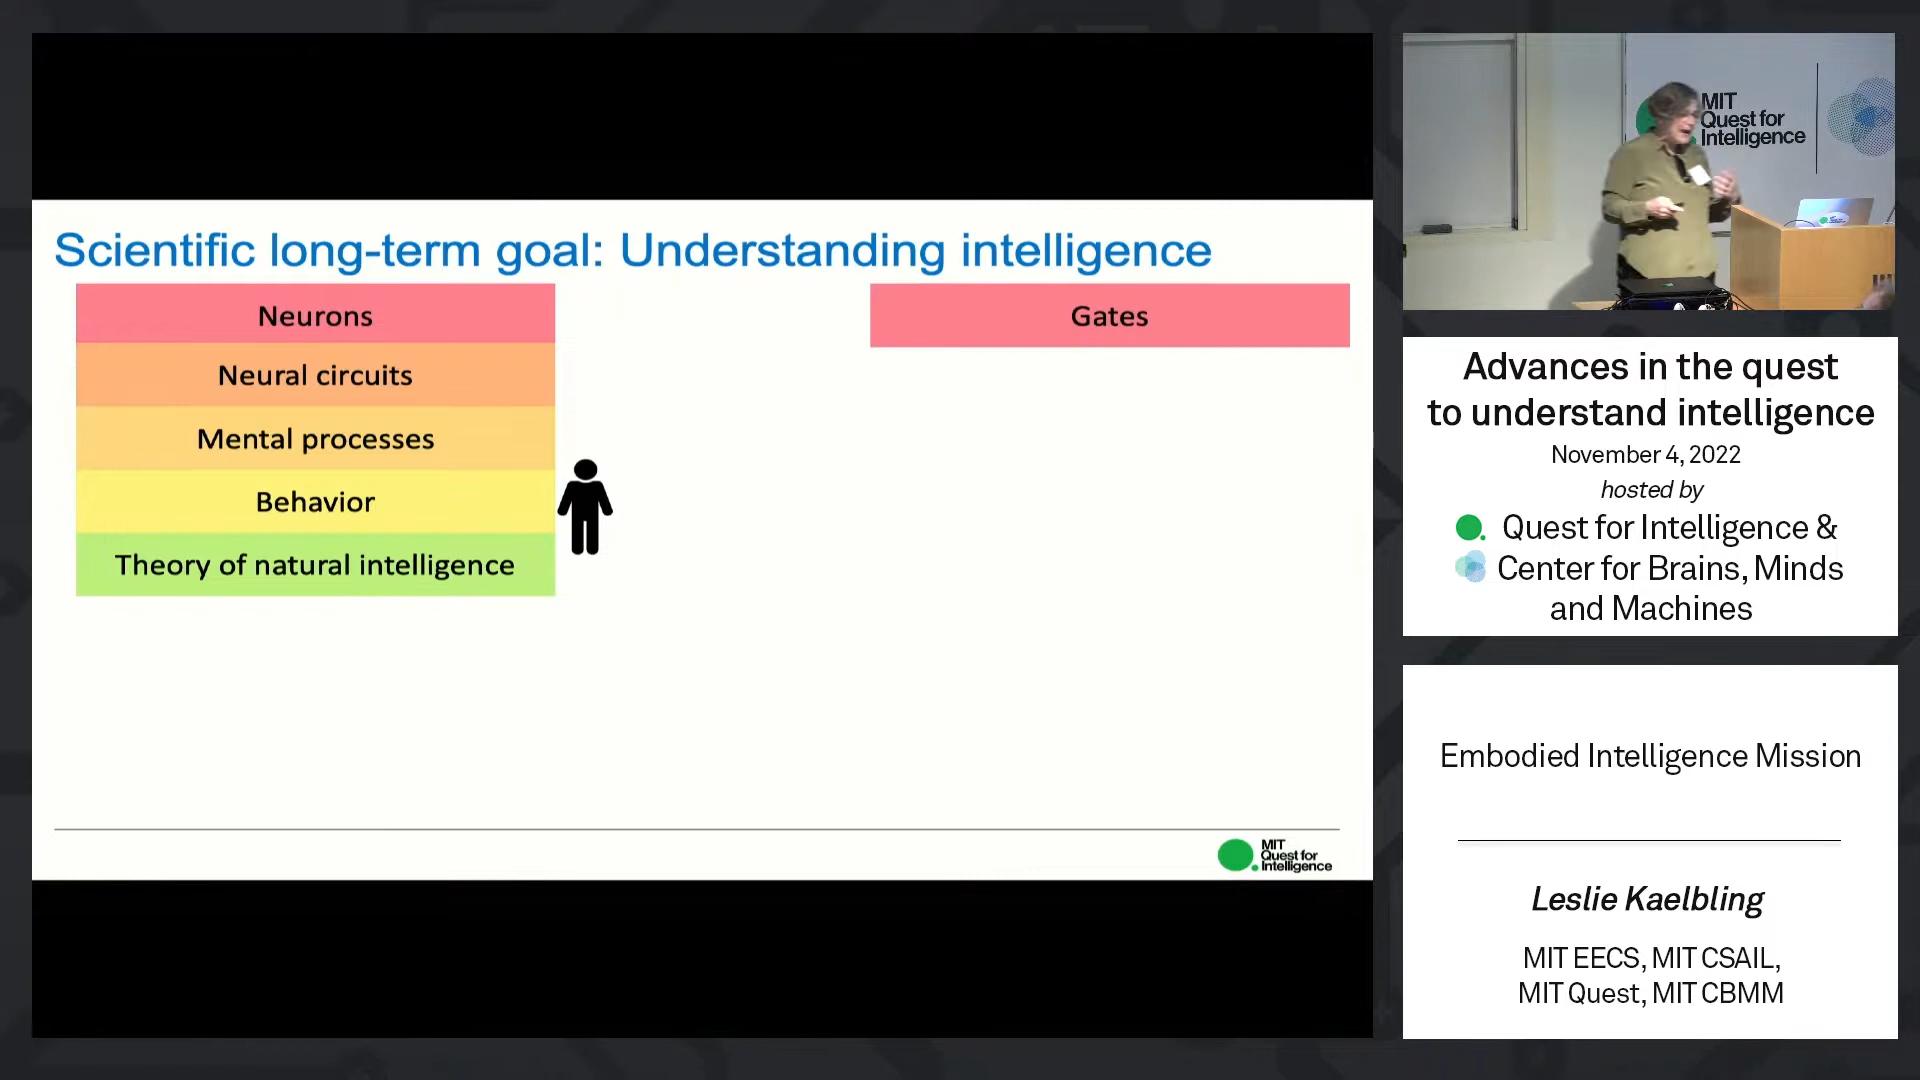 Scientific long-term goal: Understanding intelligence
Neurons
Gates
Neural circuits
Mental processes
Behavior
Theory of natural intelligence
MIT
Quest for
Intelligence
MIT
Quest for
Intelligence
Advances in the quest
to understand intelligence
November 4, 2022
hosted by
Quest for Intelligence &
Center for Brains, Minds
and Machines
Embodied Intelligence Mission
Leslie Kaelbling
MIT EECS, MIT CSAIL,
MIT Quest, MIT CBMM